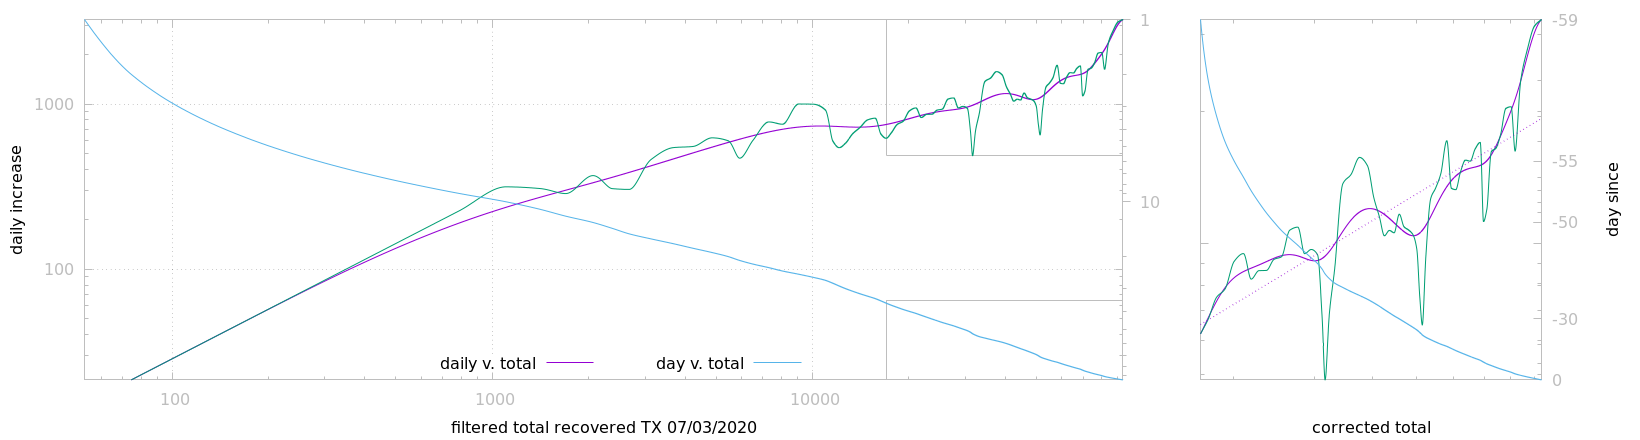 1
-59
1000
-55
daily increase
10
day since
-50
100
-30
daily v. total
day v. total
0
100
1000
10000
filtered total recovered TX 07/03/2020
corrected total